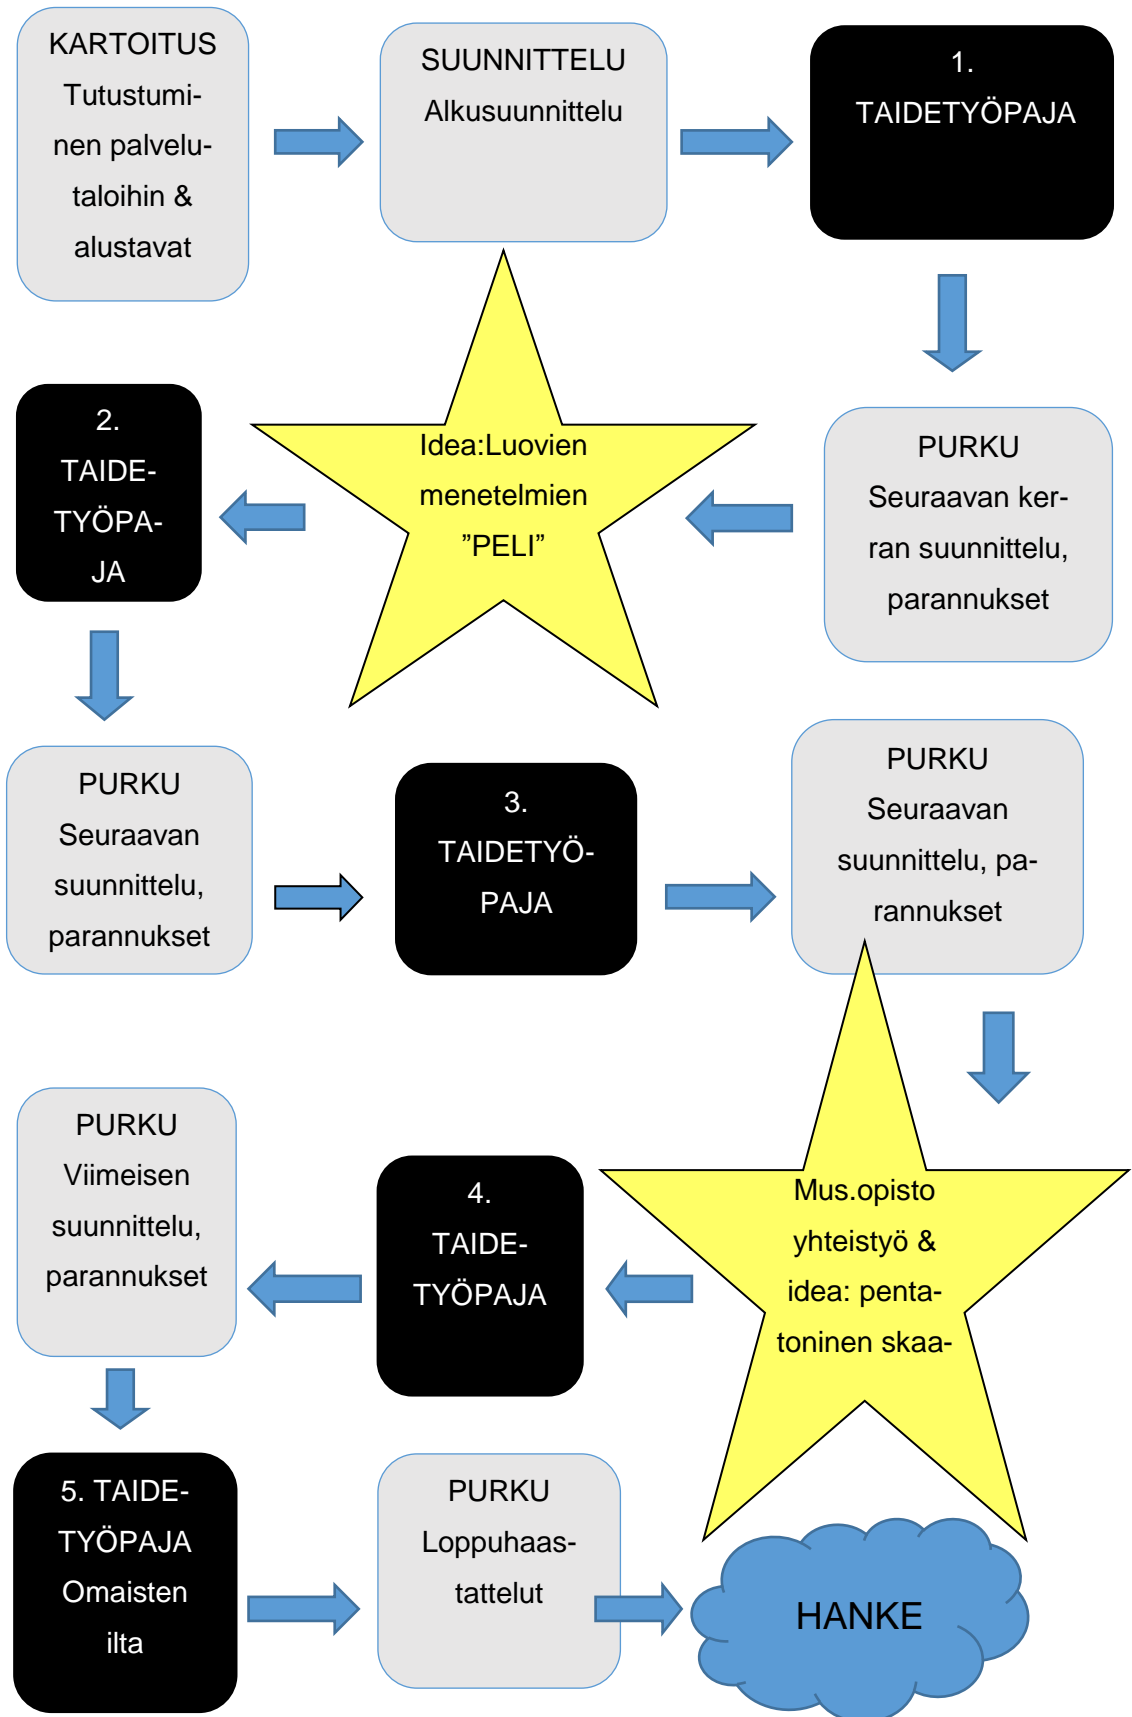 KARTOITUS
Tutustumi-
nen palvelu-
taloihin &
alustavat
SUUNNITTELU
Alkusuunnittelu
1.
TAIDETYÖPAJA
PURKU
Seuraavan ker-
ran suunnittelu,
parannukset
Idea:Luovien
menetelmien
”PELI”
2.
TAIDE-
TYÖPA-
JA
PURKU
Seuraavan
suunnittelu,
parannukset
3.
TAIDETYÖ-
PAJA
PURKU
Seuraavan
suunnittelu, pa-
rannukset
Mus.opisto
yhteistyö &
idea: penta-
toninen skaa-
4.
TAIDE-
TYÖPAJA
PURKU
Viimeisen
suunnittelu,
parannukset
5. TAIDE-
TYÖPAJA
Omaisten
ilta
PURKU
Loppuhaas-
tattelut
HANKE